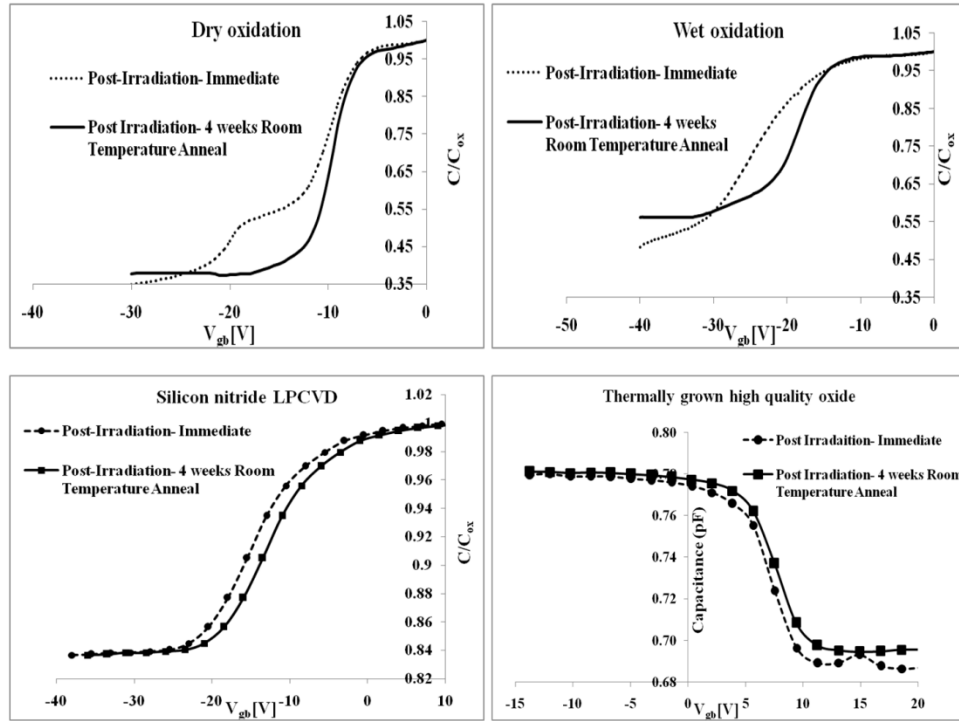 Dry oxidation
Post-Irradiation- Immediate
Post Irradiation- 4 weeks Room
Temperature Anneal
1.05
0.95
0.85
0.75
0.65
0.55
0.45
0.35
C/Cox
-40
-30
-20
-10
0
Vgb[V]
Wet oxidation
Post-Irradiation- Immediate
Post-Irradiation- 4 weeks
Room Temperature Anneal
1.05
0.95
0.85
0.75
0.65
0.55
0.45
0.35
C/Cox
-50
-40
-30
-20
-10
0
Vgb[V]
Silicon nitride LPCVD
Post-Irradiation- Immediate
Post-Irradiation- 4 weeks Room
Temperature Anneal
1.02
1
0.98
0.96
0.94
0.92
0.9
0.88
0.86
0.84
0.82
C/Cox
-40
-30
-20
-10
0
10
Vgb[V]
Thermally grown high quality oxide
Post Irradaition- Immediate
Post Irradiation- 4 weeks Room
Temperature Anneal
0.80
0.78
0.76
0.74
0.72
0.70
0.68
Capacitance (pF)
-15
-10
-5
0
5
10
15
20
Vgb[V]